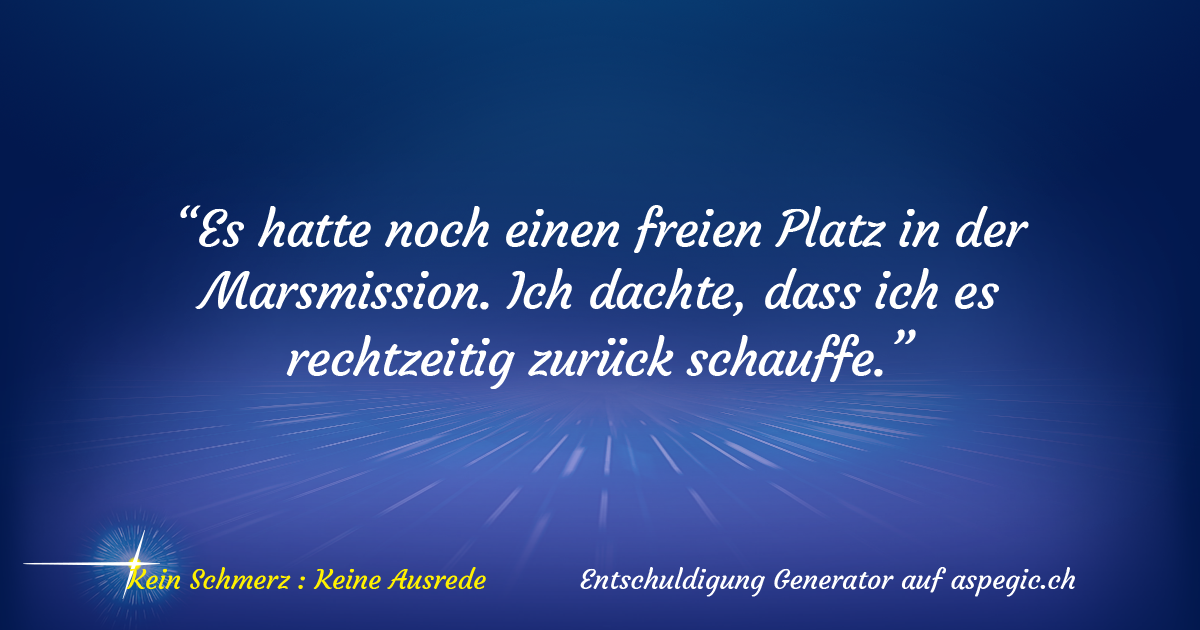 “Es hatte noch einen freien Platz in der
Marsmission. Ich dachte, dass ich es
rechtzeitig zurück schauffe.”
Kein Schmerz : Keine Ausrede
Entschuldigung Generator auf aspegic.ch